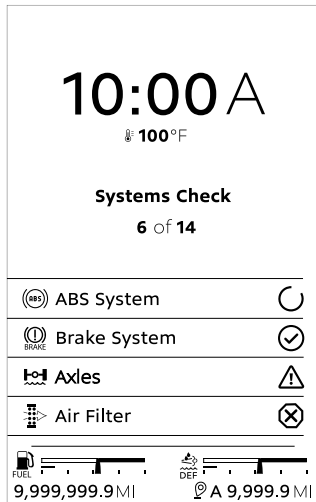 10:00 A
100°F
Systems Check
6 of 14
ABS ABS System
BRAKE Brake System
Axles
Air Filter
FUEL DEF
9,999,999.9 MI A 9,999.9 MI